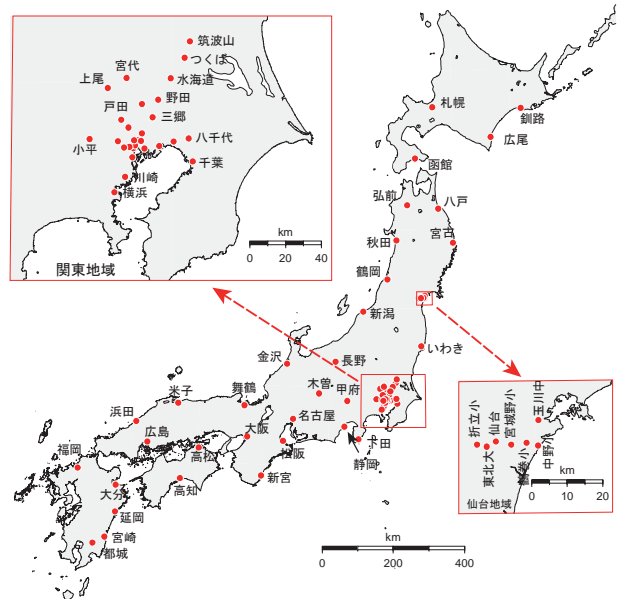 筑波山
つくば
宮代
上尾
水海道
野田
戸田
三郷
八千代
小平
千葉
川崎
横浜
km
0 20 40
関東地域
札幌
釧路
広尾
函館
弘前
八戸
宮古
秋田
鶴岡
新潟
いわき
金沢
長野
木曽
甲府
米子
舞鶴
名古屋
浜田
広島
大阪
松阪
下田
静岡
福岡
高松
新宮
大分
高知
延岡
宮崎
都城
km
0 100 200 300 400
折立小
東北大
仙台
宮城野小
鶴巻小
中野小
玉川中
km
0 10 20
仙台地域